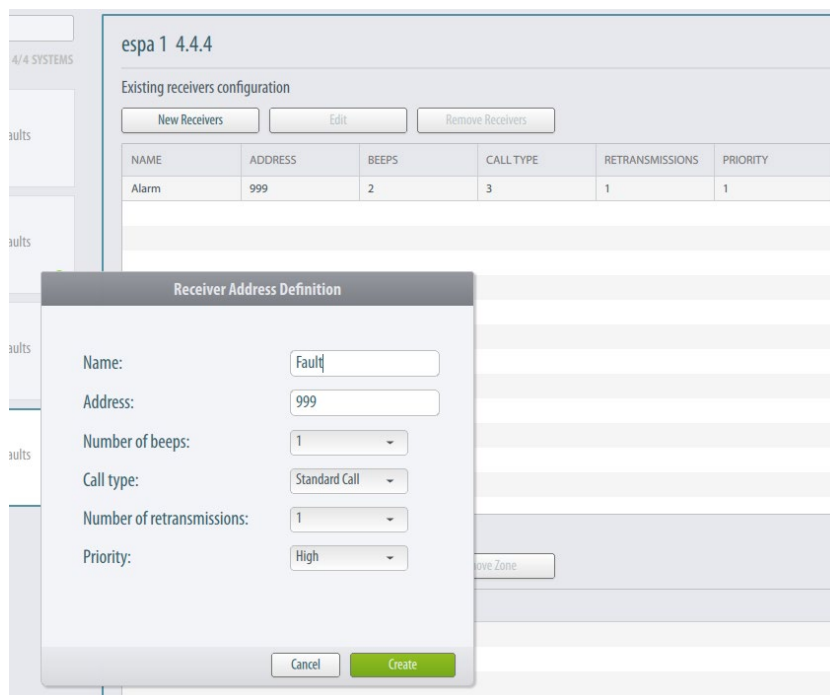 espa 1 4.4.4
4/4 SYSTEMS
Existing receivers configuration
New Receivers Edit Remove Receivers
NAME ADDRESS BEEPS CALL TYPE RETRANSMISSIONS PRIORITY
Alarm 999 2 3 1 1
aults
aults
aults
aults
Receiver Address Definition
Name: Fault
Address: 999
Number of beeps: 1
Call type: Standard Call
Number of retransmissions: 1
Priority: High
ove Zone
Cancel Create